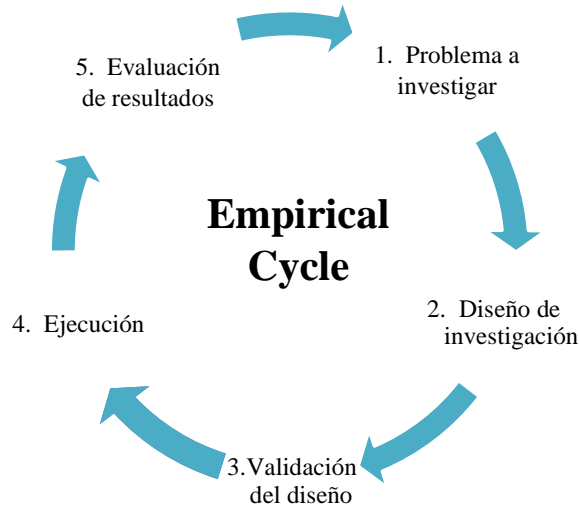 1. Problema a
investigar
2. Diseño de
investigación
3.Validación
del diseño
4. Ejecución
5. Evaluación
de resultados
Empirical
Cycle